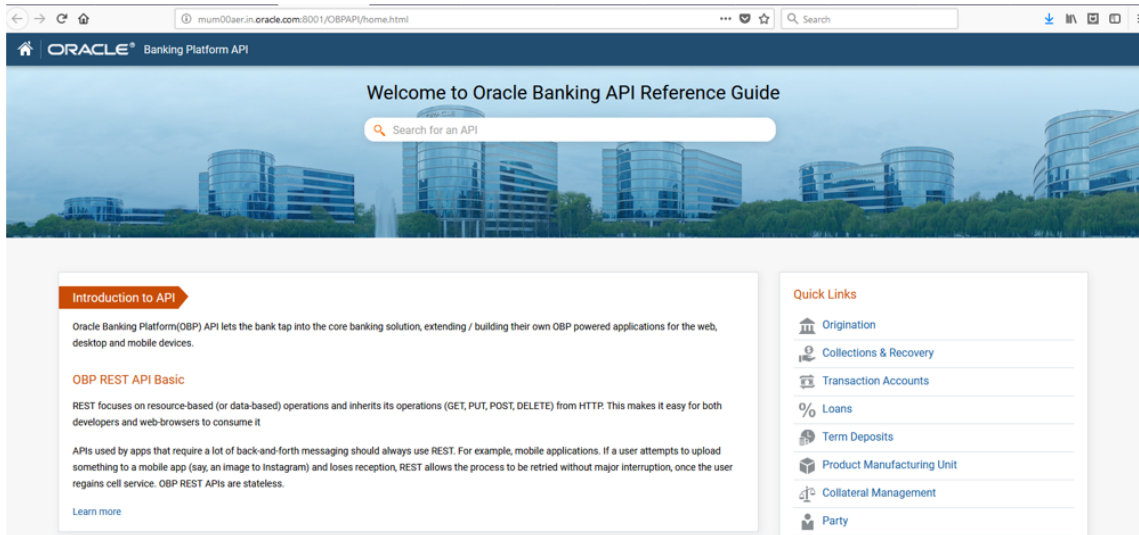 mum00aer.in.oracle.com:8001/OBPAPI/home.html
Search
ORACLE® Banking Platform API
Welcome to Oracle Banking API Reference Guide
Search for an API
Introduction to API
Oracle Banking Platform(OBP) API lets the bank tap into the core banking solution, extending / building their own OBP powered applications for the web,
desktop and mobile devices.
OBP REST API Basic
REST focuses on resource-based (or data-based) operations and inherits its operations (GET, PUT, POST, DELETE) from HTTP. This makes it easy for both
developers and web-browsers to consume it
APIs used by apps that require a lot of back-and-forth messaging should always use REST. For example, mobile applications. If a user attempts to upload
something to a mobile app (say, an image to Instagram) and loses reception, REST allows the process to be retried without major interruption, once the user
regains cell service. OBP REST APIs are stateless.
Learn more
Quick Links
Origination
Collections & Recovery
Transaction Accounts
Loans
Term Deposits
Product Manufacturing Unit
Collateral Management
Party